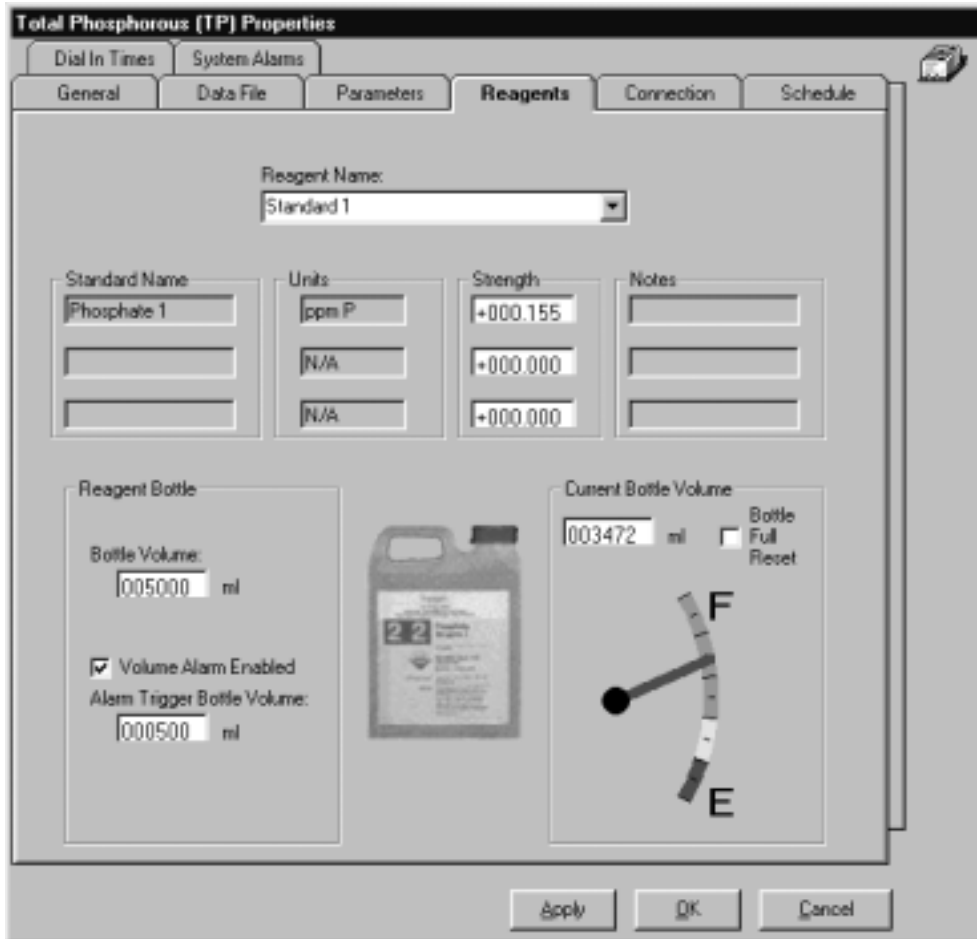 Total Phosphorous (TP) Properties
Dial In Times System Alarms
General Data File Parameters Reagents Connection Schedule
Reagent Name:
Standard 1
Standard Name Units Strength Notes
Phosphate 1 ppm P +000.155
N/A +000.000
N/A +000.000
Reagent Bottle
Bottle Volume:
005000 ml
Volume Alarm Enabled
Alarm Trigger Bottle Volume:
000500 ml
22
Current Bottle Volume
003472 ml
Bottle
Full
Reset
F
E
Apply OK Cancel